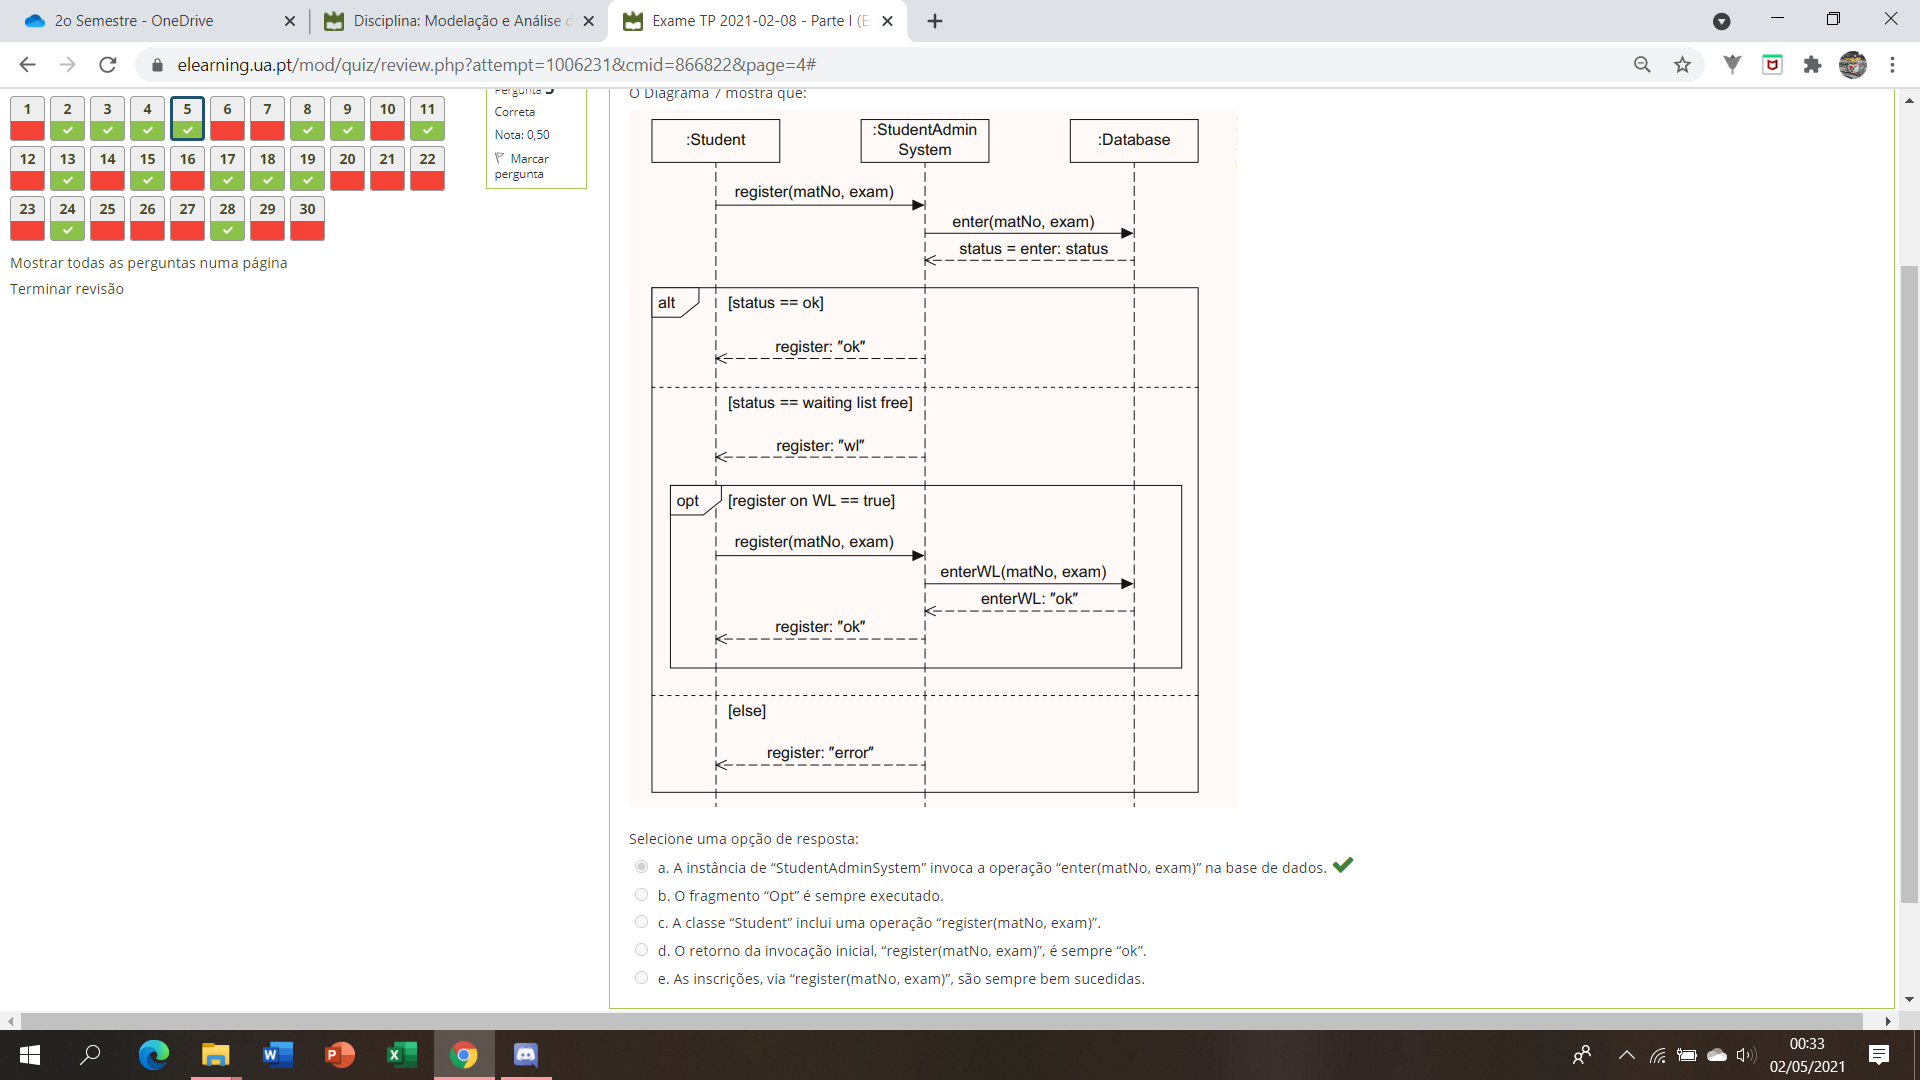 2o Semestre - OneDrive
Disciplina: Modelação e Análise d
Exame TP 2021-02-08 - Parte I (E
elearning.ua.pt/mod/quiz/review.php?attempt=1006231&cmid=866822&page=4#
1 2 3 4 5 6 7 8 9 10 11
12 13 14 15 16 17 18 19 20 21 22
23 24 25 26 27 28 29 30
Mostrar todas as perguntas numa página
Terminar revisão
Pergunta 5
Correta
Nota: 0,50
Marcar
pergunta
O Diagrama 7 mostra que:
:Student
:StudentAdmin
System
:Database
register(matNo, exam)
enter(matNo, exam)
status = enter: status
alt
[status == ok]
register: "ok"
[status == waiting list free]
register: "wl"
opt
[register on WL == true]
register(matNo, exam)
enterWL(matNo, exam)
enterWL: "ok"
register: "ok"
[else]
register: "error"
Selecione uma opção de resposta:
a. A instância de “StudentAdminSystem” invoca a operação “enter(matNo, exam)” na base de dados.
b. O fragmento “Opt” é sempre executado.
c. A classe “Student” inclui uma operação “register(matNo, exam)”.
d. O retorno da invocação inicial, “register(matNo, exam)”, é sempre “ok”.
e. As inscrições, via “register(matNo, exam)”, são sempre bem sucedidas.
00:33
02/05/2021